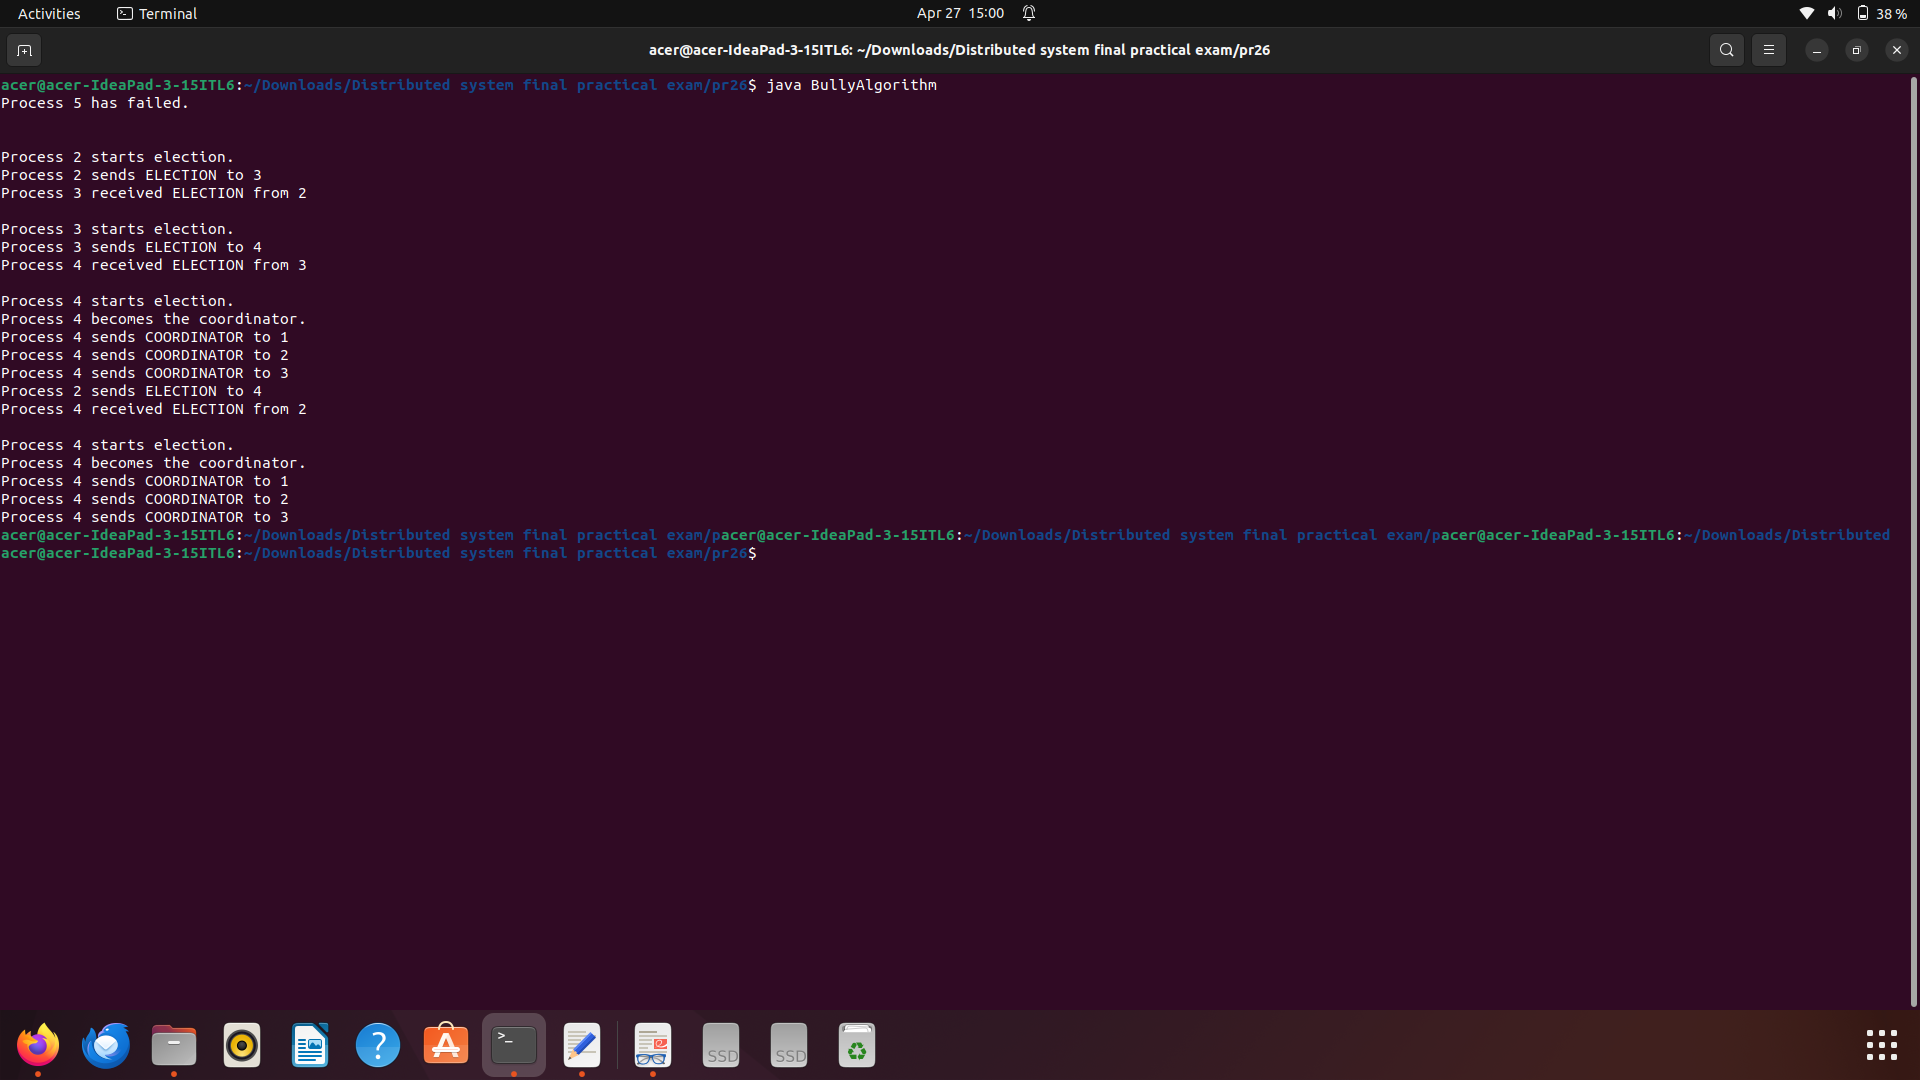 Activities
Terminal
Apr 27 15:00
38 %
acer@acer-IdeaPad-3-15ITL6: ~/Downloads/Distributed system final practical exam/pr26
acer@acer-IdeaPad-3-15ITL6:~/Downloads/Distributed system final practical exam/pr26$ java BullyAlgorithm
Process 5 has failed.
Process 2 starts election.
Process 2 sends ELECTION to 3
Process 3 received ELECTION from 2
Process 3 starts election.
Process 3 sends ELECTION to 4
Process 4 received ELECTION from 3
Process 4 starts election.
Process 4 becomes the coordinator.
Process 4 sends COORDINATOR to 1
Process 4 sends COORDINATOR to 2
Process 4 sends COORDINATOR to 3
Process 2 sends ELECTION to 4
Process 4 received ELECTION from 2
Process 4 starts election.
Process 4 becomes the coordinator.
Process 4 sends COORDINATOR to 1
Process 4 sends COORDINATOR to 2
Process 4 sends COORDINATOR to 3
acer@acer-IdeaPad-3-15ITL6:~/Downloads/Distributed system final practical exam/pacer@acer-IdeaPad-3-15ITL6:~/Downloads/Distributed system final practical exam/pacer@acer-IdeaPad-3-15ITL6:~/Downloads/Distributed
acer@acer-IdeaPad-3-15ITL6:~/Downloads/Distributed system final practical exam/pr26$
>_
SSD
SSD